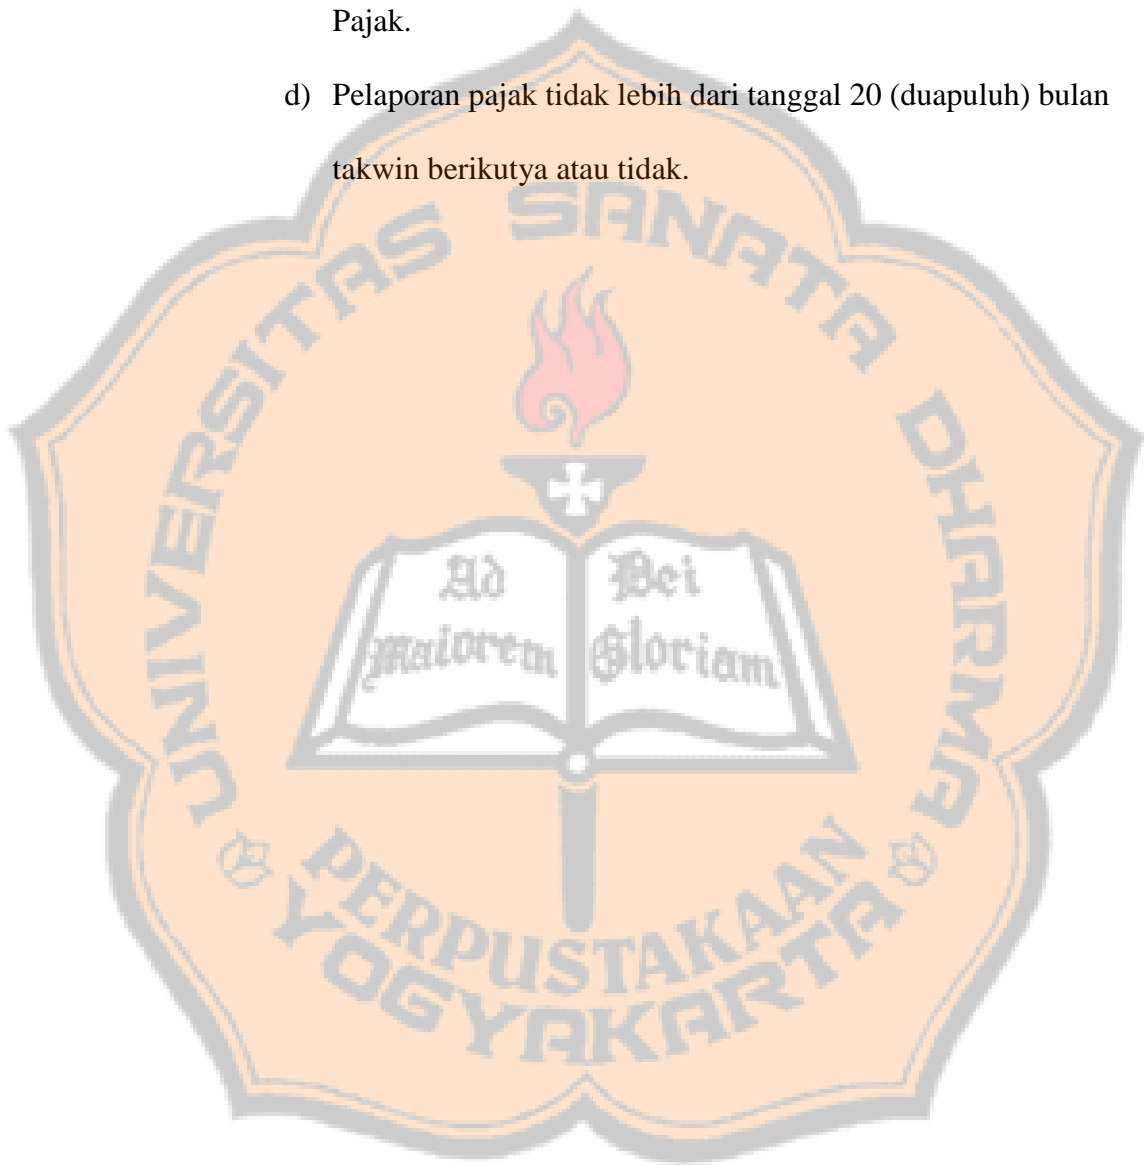 Pajak.
d) Pelaporan pajak tidak lebih dari tanggal 20 (duapuluh) bulan
takwin berikutya atau tidak.
UNIVERSITAS SANATA DHARMA
Ad Dei
Maiorem Gloriam
PERPUSTAKAAN
YOGYAKARTA